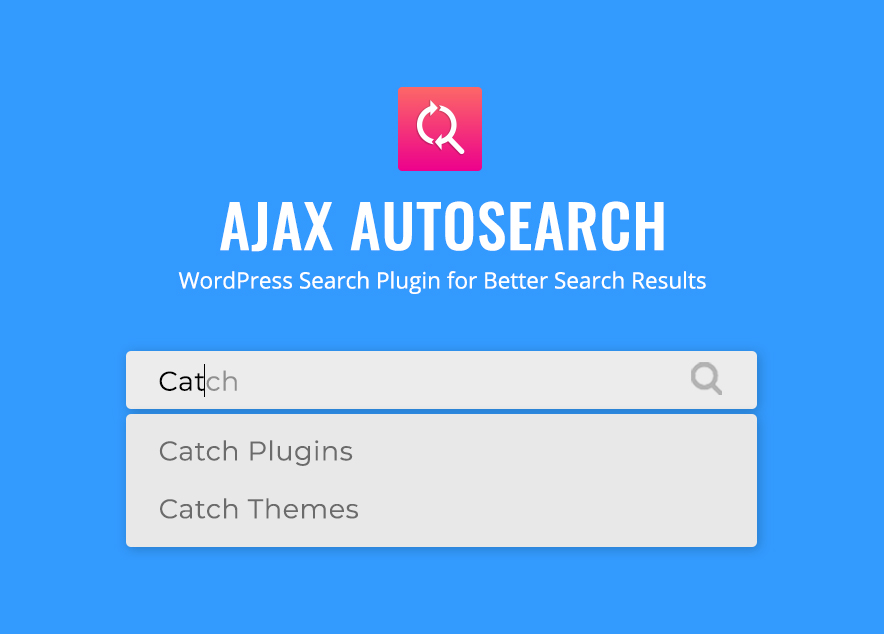 AJAX AUTOSEARCH
WordPress Search Plugin for Better Search Results
Catch
Catch Plugins
Catch Themes